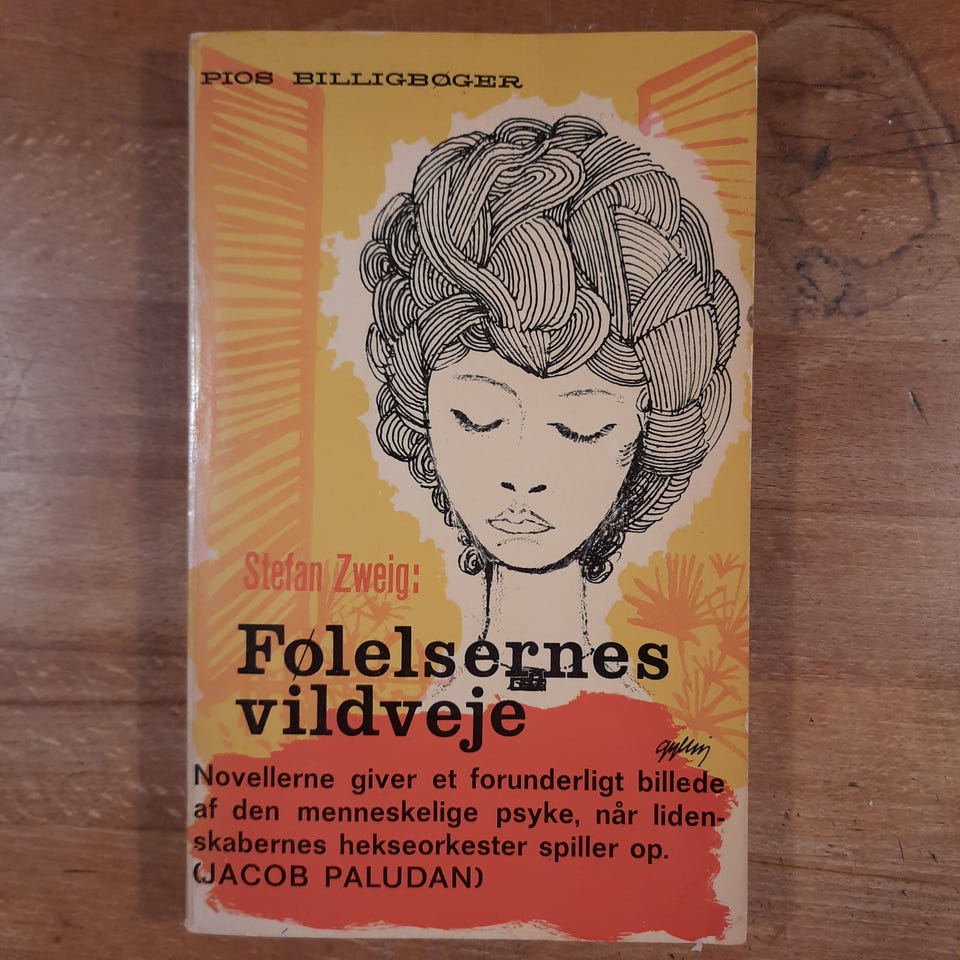 PIOS BILLIGBØGER
Stefan Zweig:
Følelsernes
vildveje
Novellerne giver et forunderligt billede
af den menneskelige psyke, når liden-
skabernes hekseorkester spiller op.
(JACOB PALUDAN)